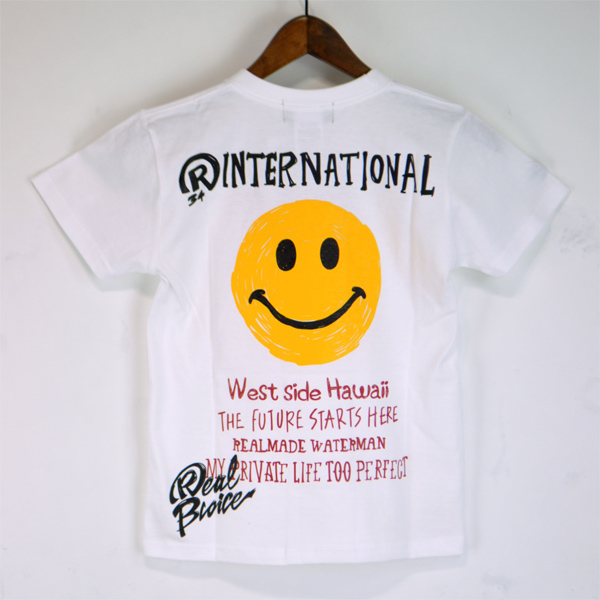 R INTERNATIONAL
34
West side Hawaii
THE FUTURE STARTS HERE
REALMADE WATERMAN
MY PRIVATE LIFE TOO PERFECT
Real
Bvoice